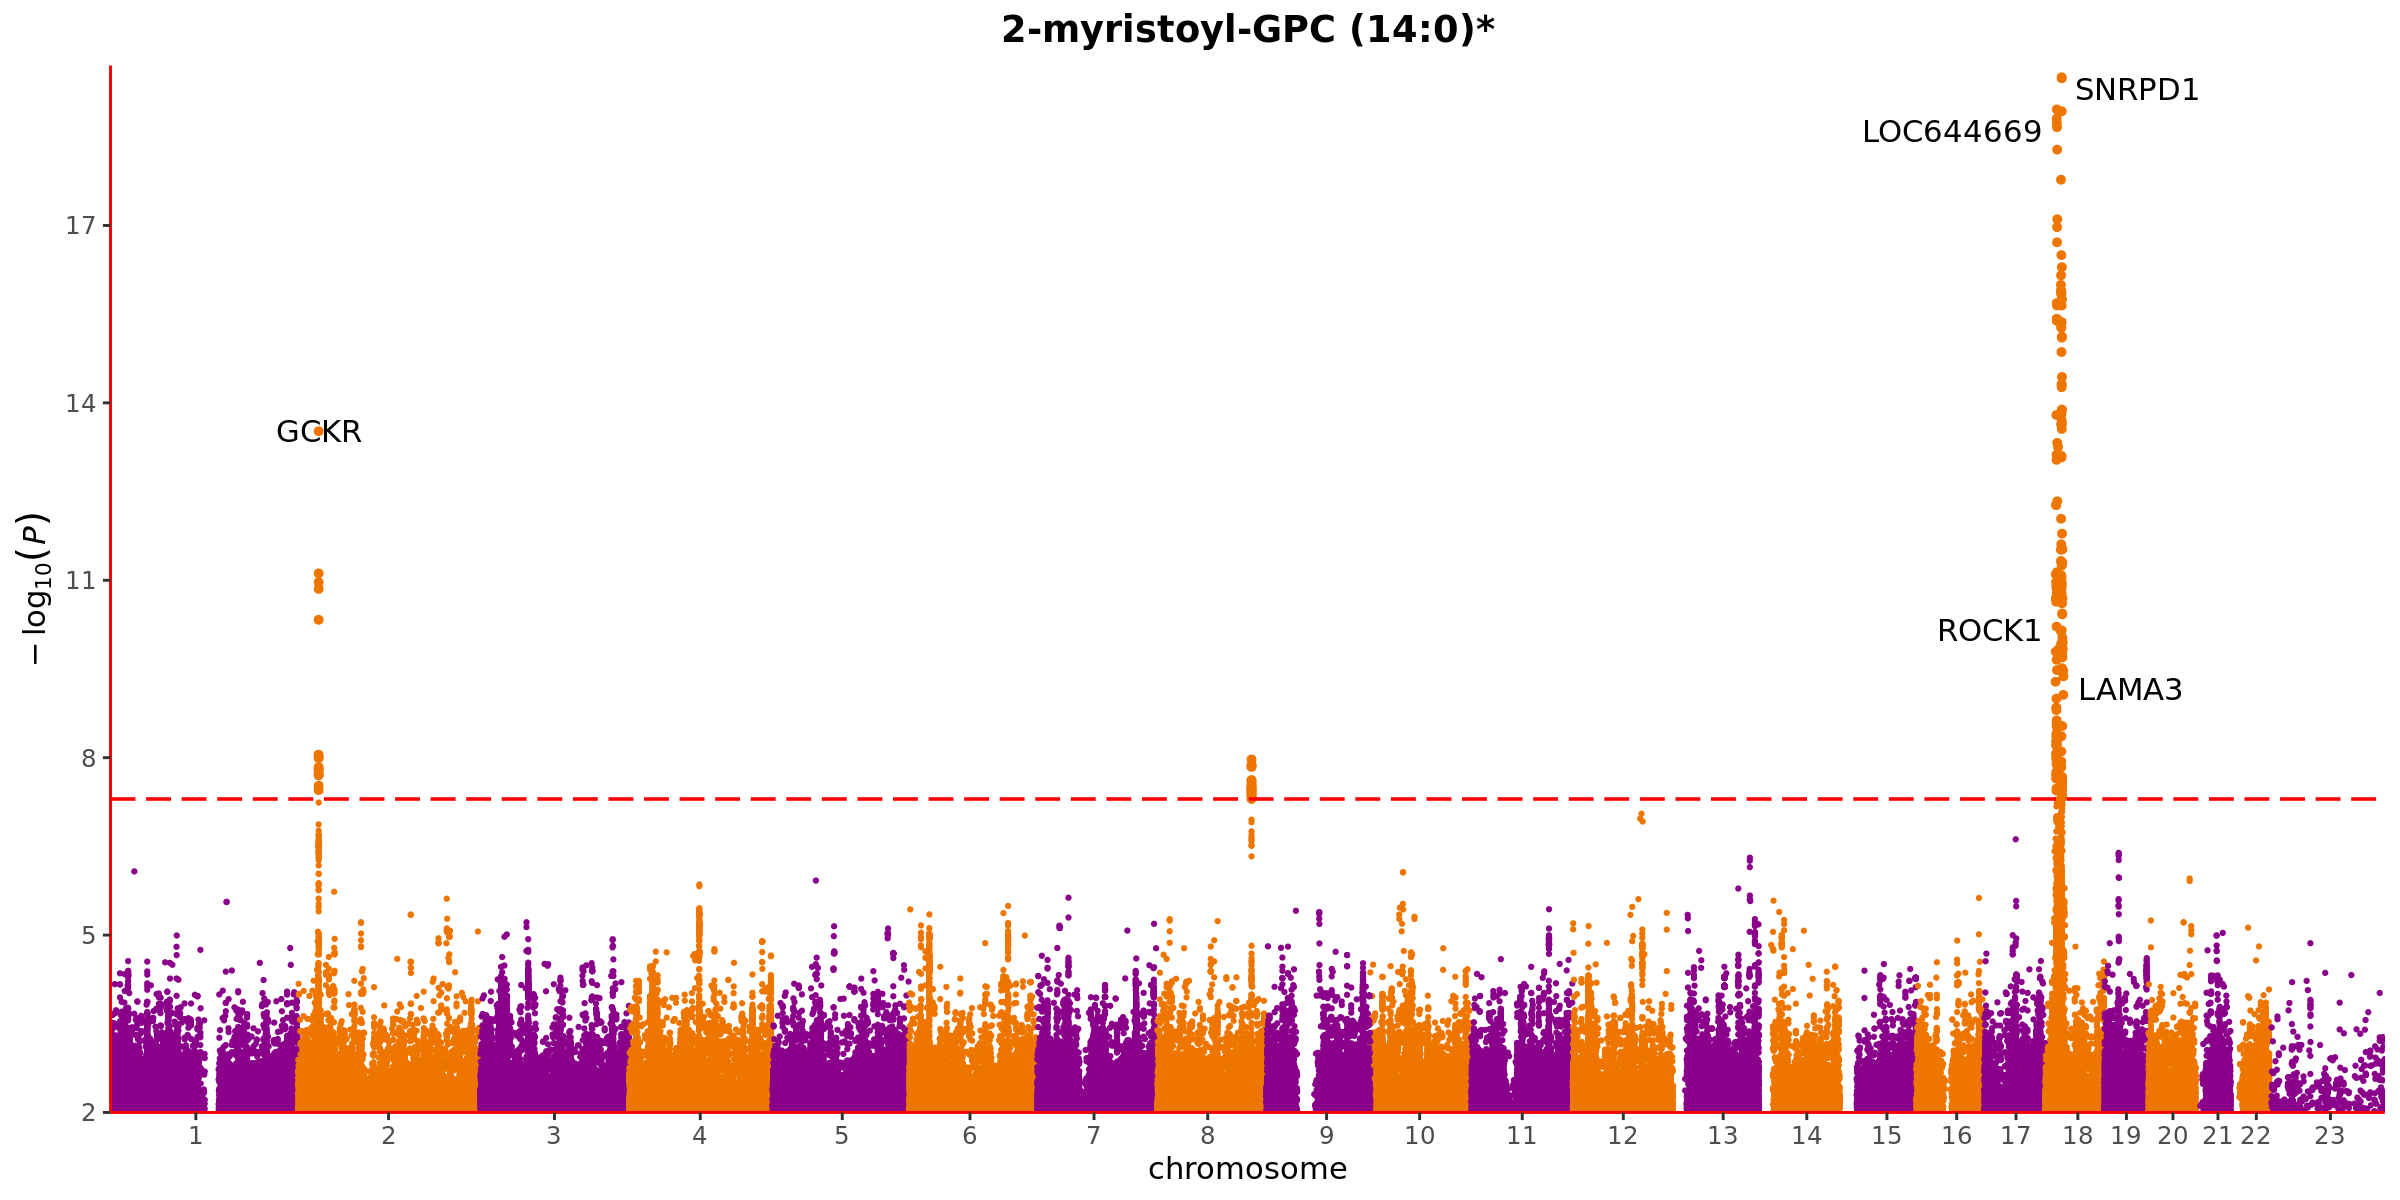 2-myristoyl-GPC (14:0)*
SNRPD1
LOC644669
17
14
GCKR
11
− log10(P)
ROCK1
LAMA3
8
5
2
1 2 3 4 5 6 7 8 9 10 11 12 13 14 15 16 17 18 19 20 21 22 23
chromosome